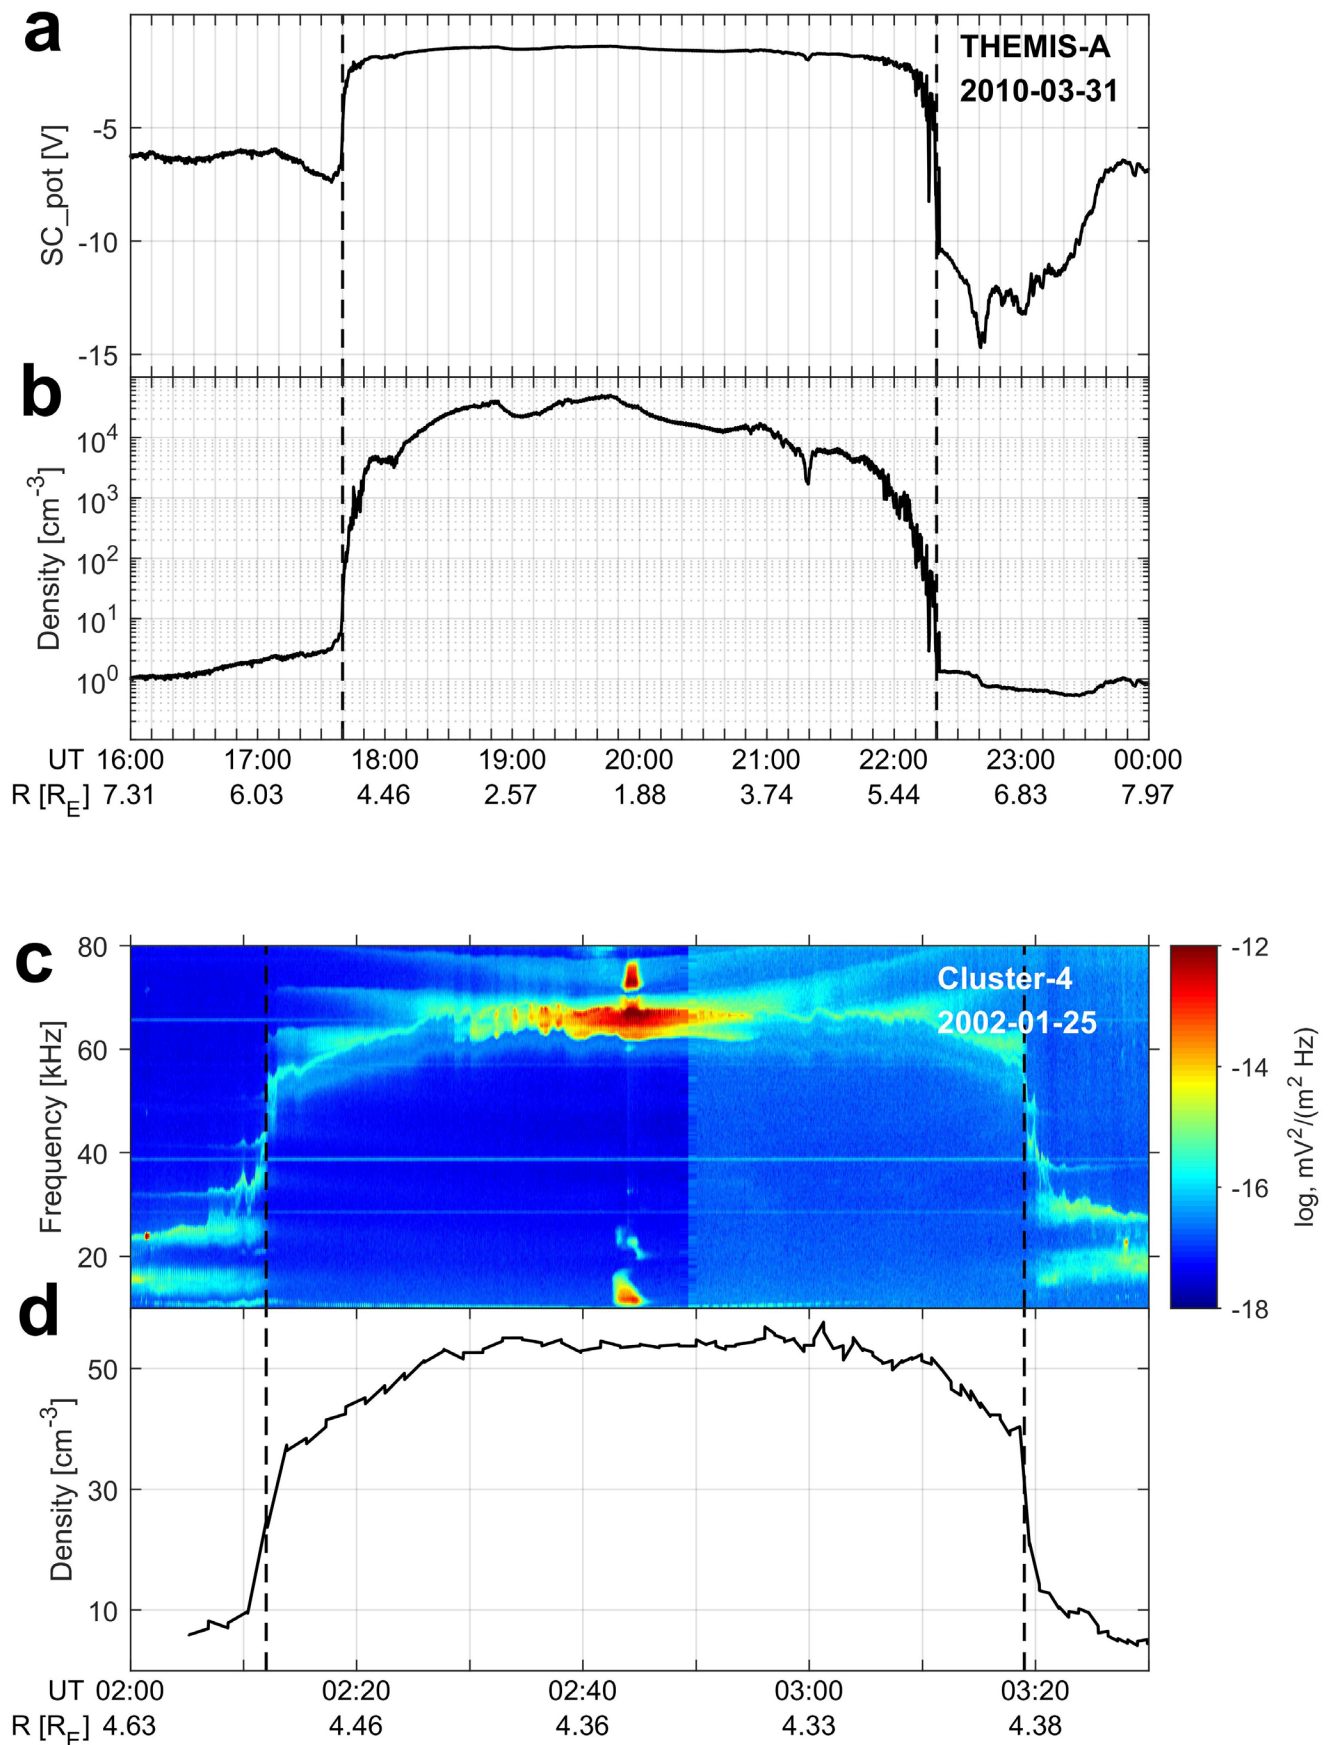 a
THEMIS-A
2010-03-31
SC_pot [V]
-5
-10
-15
b
Density [cm-3]
10^4
10^3
10^2
10^1
10^0
UT 16:00 17:00 18:00 19:00 20:00 21:00 22:00 23:00 00:00
R [R_E] 7.31 6.03 4.46 2.57 1.88 3.74 5.44 6.83 7.97
c
Cluster-4
2002-01-25
Frequency [kHz]
80
60
40
20
-12
-14
-16
-18
log, mV^2/(m^2 Hz)
d
Density [cm-3]
50
30
10
UT 02:00 02:20 02:40 03:00 03:20
R [R_E] 4.63 4.46 4.36 4.33 4.38